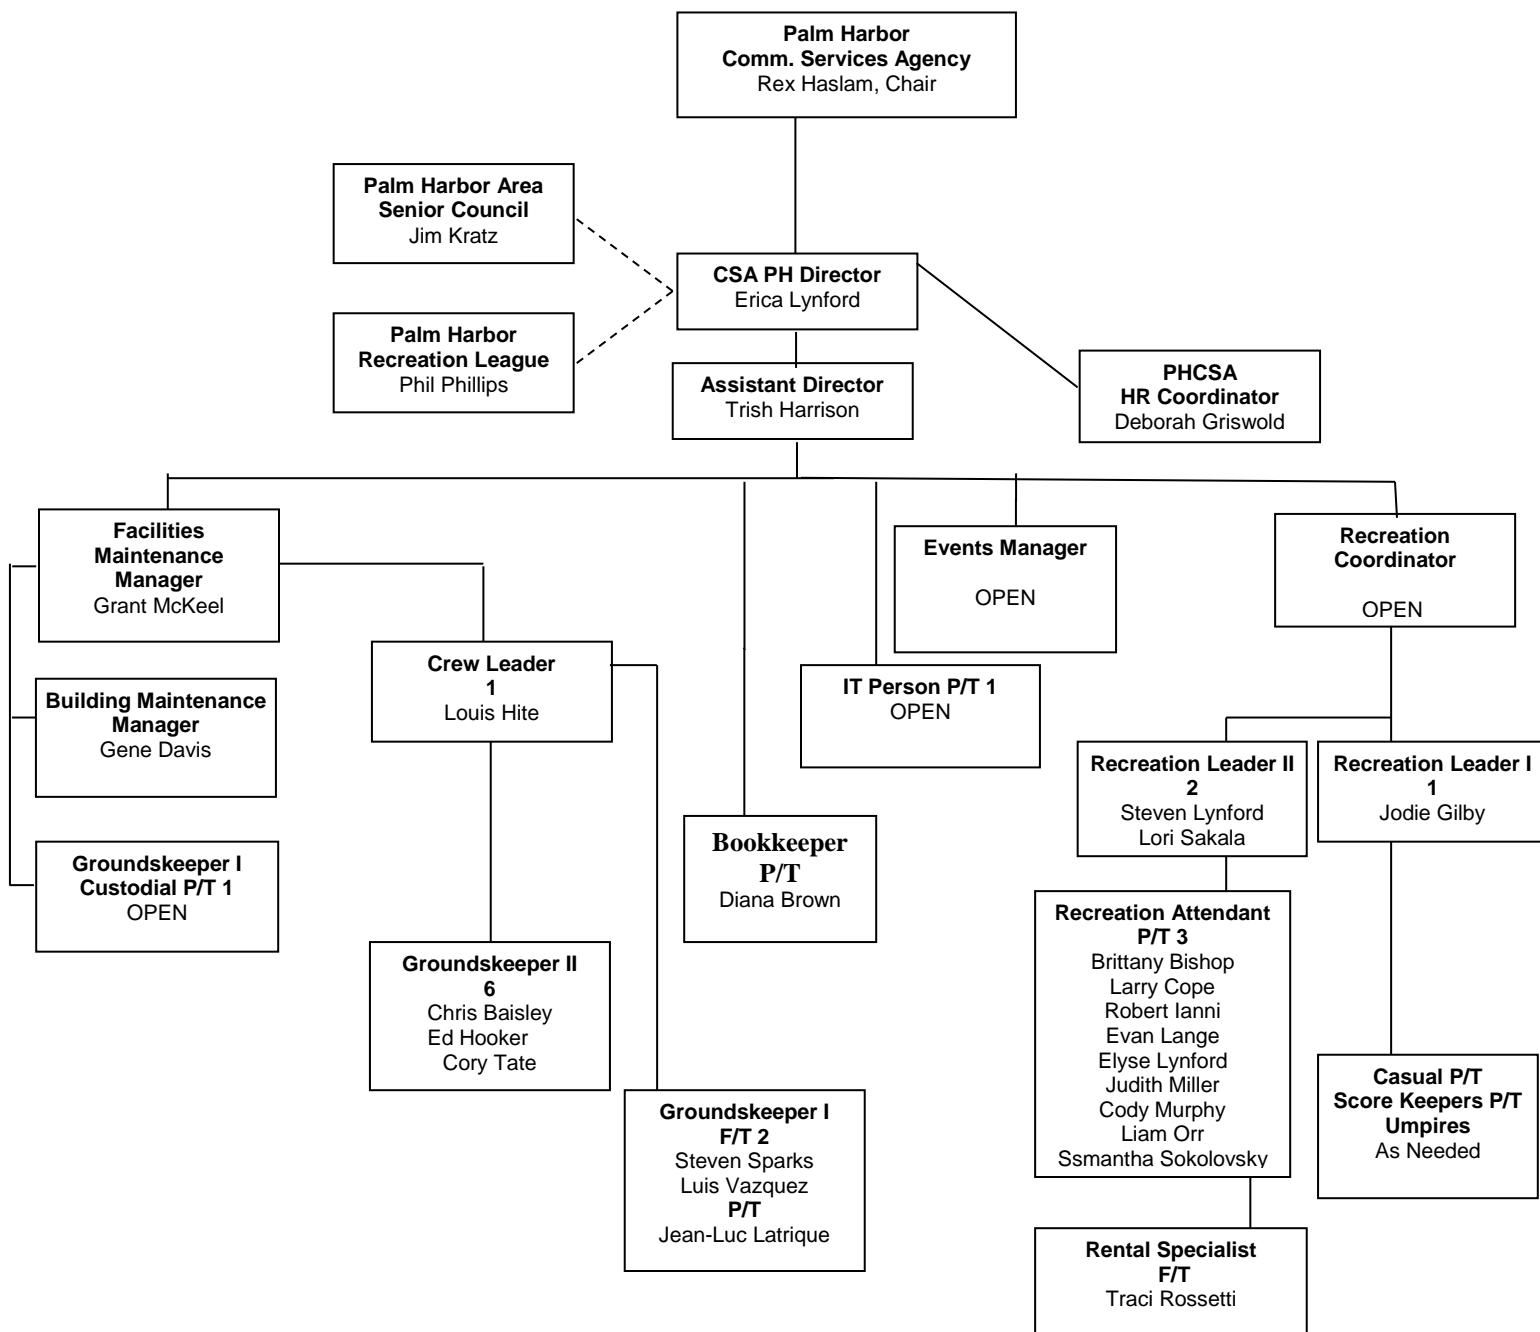 Palm Harbor
Comm. Services Agency
Rex Haslam, Chair
Palm Harbor Area
Senior Council
Jim Kratz
CSA PH Director
Erica Lynford
Palm Harbor
Recreation League
Phil Phillips
Assistant Director
Trish Harrison
PHCSA
HR Coordinator
Deborah Griswold
Facilities
Maintenance
Manager
Grant McKeel
Events Manager
OPEN
Recreation
Coordinator
OPEN
Crew Leader
1
Louis Hite
IT Person P/T 1
OPEN
Building Maintenance
Manager
Gene Davis
Recreation Leader II
2
Steven Lynford
Lori Sakala
Recreation Leader I
1
Jodie Gilby
Bookkeeper
P/T
Diana Brown
Groundskeeper I
Custodial P/T 1
OPEN
Recreation Attendant
P/T 3
Brittany Bishop
Larry Cope
Robert Ianni
Evan Lange
Elyse Lynford
Judith Miller
Cody Murphy
Liam Orr
Ssmantha Sokolovsky
Groundskeeper II
6
Chris Baisley
Ed Hooker
Cory Tate
Casual P/T
Score Keepers P/T
Umpires
As Needed
Groundskeeper I
F/T 2
Steven Sparks
Luis Vazquez
P/T
Jean-Luc Latrique
Rental Specialist
F/T
Traci Rossetti